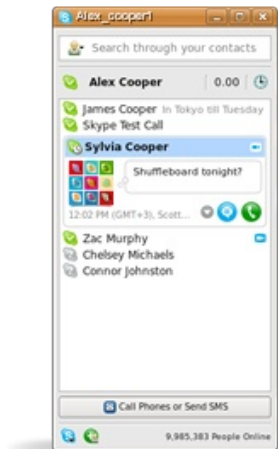 Alex_cooper1
Search through your contacts
Alex Cooper 0.00
James Cooper In Tokyo till Tuesday
Skype Test Call
Sylvia Cooper
Shuffleboard tonight?
12:02 PM (GMT+3), Scott...
Zac Murphy
Chelsey Michaels
Connor Johnston
Call Phones or Send SMS
9,985,383 People Online